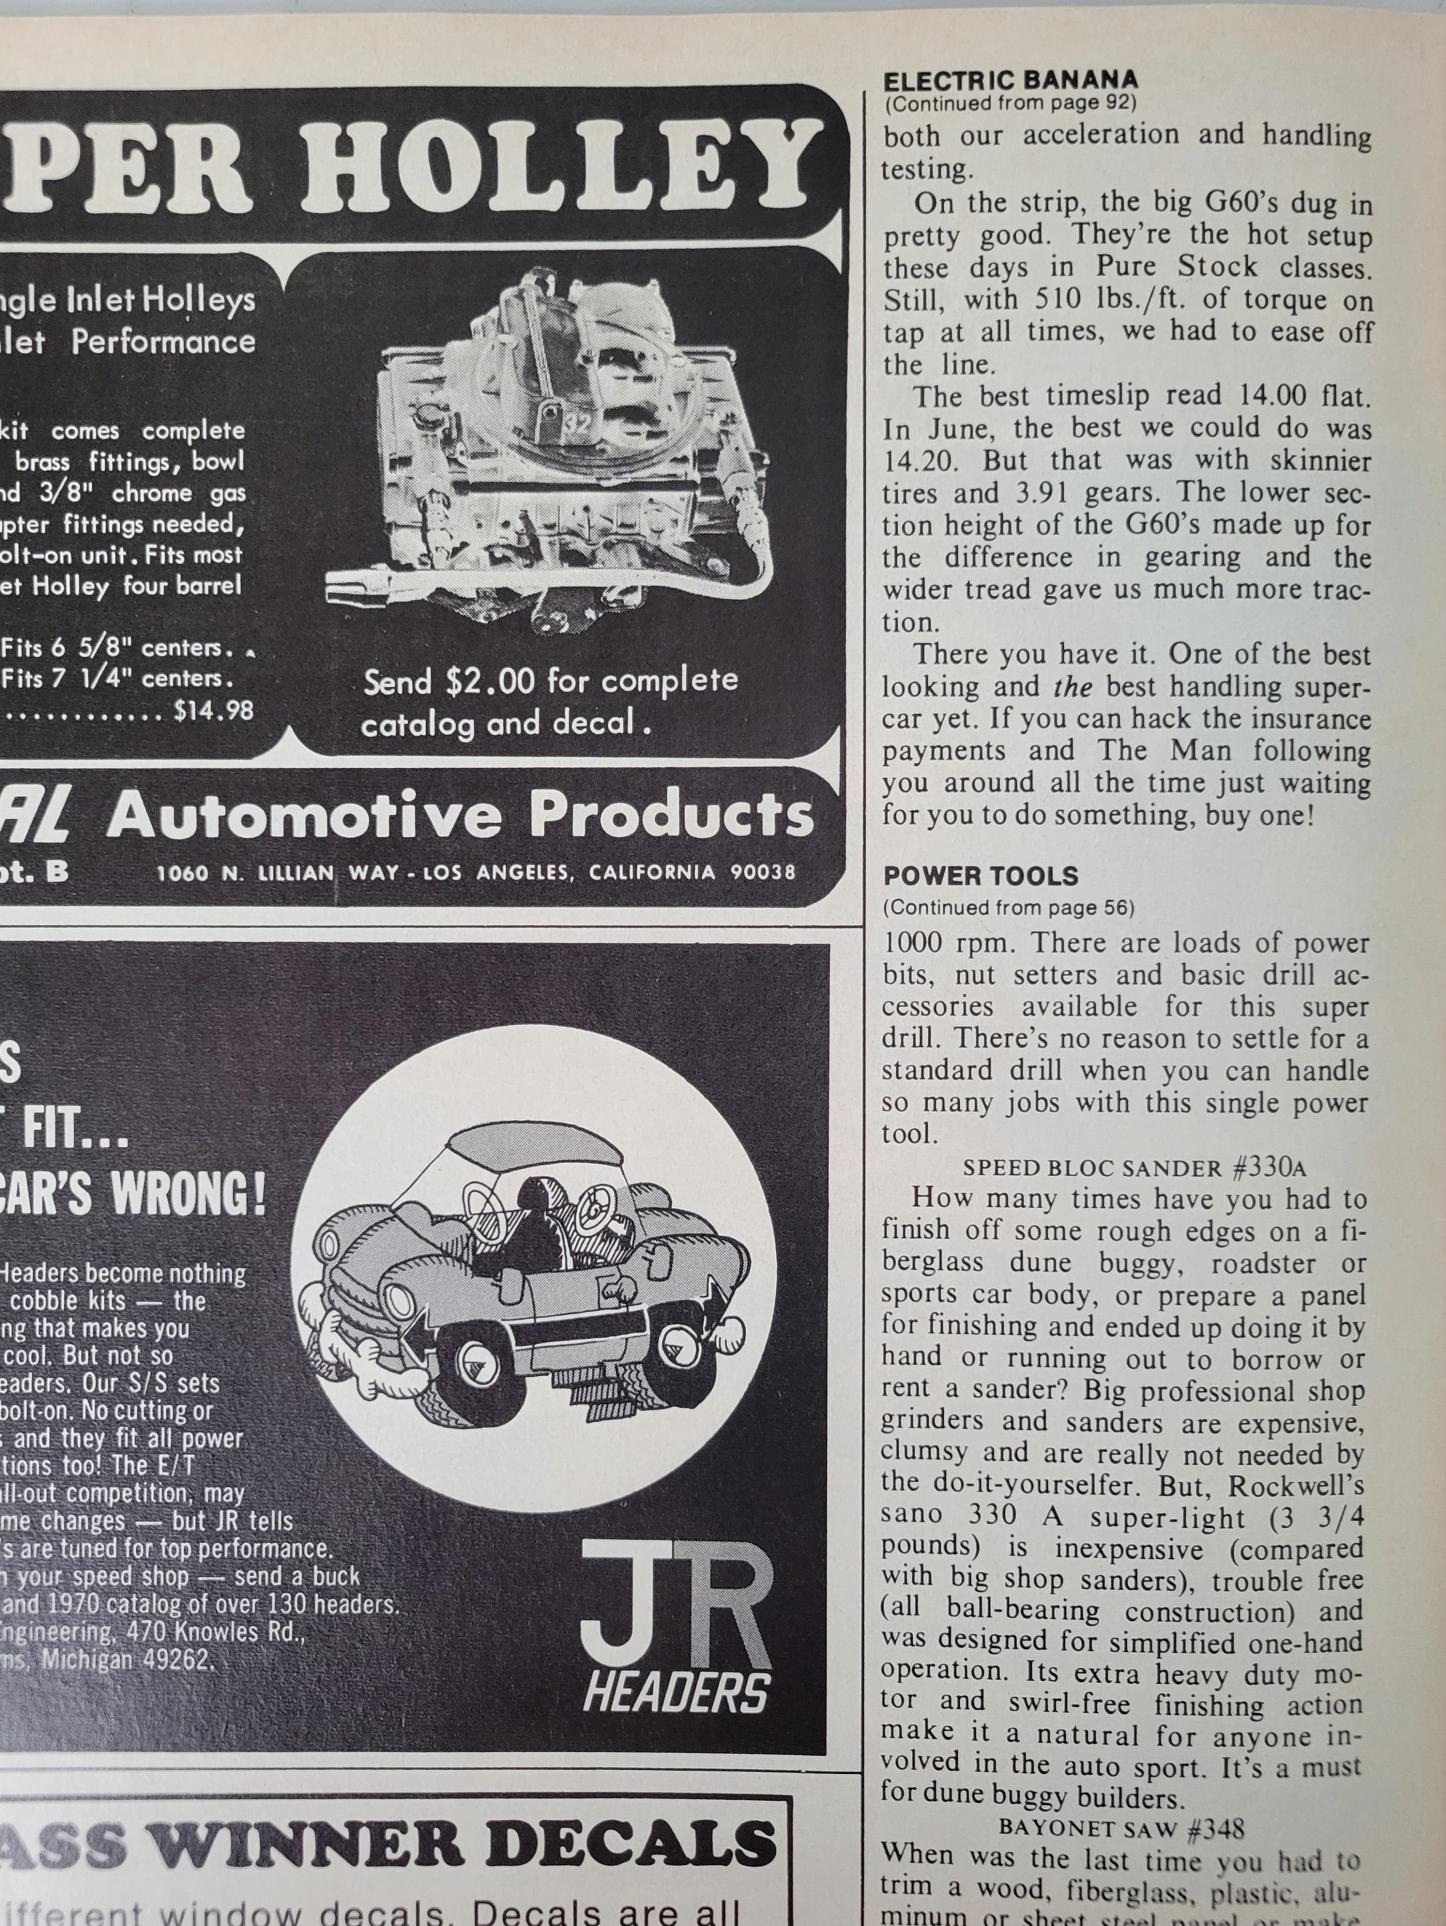 PER HOLLEY
ngle Inlet Holleys
let Performance
kit comes complete
brass fittings, bowl
nd 3/8" chrome gas
pter fittings needed,
olt-on unit. Fits most
et Holley four barrel
Fits 6 5/8" centers.
Fits 7 1/4" centers.
............ $14.98
32
Send $2.00 for complete
catalog and decal.
AL Automotive Products
pt. B 1060 N. LILLIAN WAY - LOS ANGELES, CALIFORNIA 90038
S
FIT...
CAR'S WRONG!
Headers become nothing
cobble kits — the
ng that makes you
cool. But not so
eaders. Our S/S sets
bolt-on. No cutting or
s and they fit all power
tions too! The E/T
all-out competition, may
me changes — but JR tells
's are tuned for top performance.
h your speed shop — send a buck
and 1970 catalog of over 130 headers.
Engineering, 470 Knowles Rd.,
ms, Michigan 49262.
JR
HEADERS
ASS WINNER DECALS
ifferent window decals. Decals are all
ELECTRIC BANANA
(Continued from page 92)
both our acceleration and handling
testing.
On the strip, the big G60's dug in
pretty good. They're the hot setup
these days in Pure Stock classes.
Still, with 510 lbs./ft. of torque on
tap at all times, we had to ease off
the line.
The best timeslip read 14.00 flat.
In June, the best we could do was
14.20. But that was with skinnier
tires and 3.91 gears. The lower sec-
tion height of the G60's made up for
the difference in gearing and the
wider tread gave us much more trac-
tion.
There you have it. One of the best
looking and the best handling super-
car yet. If you can hack the insurance
payments and The Man following
you around all the time just waiting
for you to do something, buy one!
POWER TOOLS
(Continued from page 56)
1000 rpm. There are loads of power
bits, nut setters and basic drill ac-
cessories available for this super
drill. There's no reason to settle for a
standard drill when you can handle
so many jobs with this single power
tool.
SPEED BLOC SANDER #330A
How many times have you had to
finish off some rough edges on a fi-
berglass dune buggy, roadster or
sports car body, or prepare a panel
for finishing and ended up doing it by
hand or running out to borrow or
rent a sander? Big professional shop
grinders and sanders are expensive,
clumsy and are really not needed by
the do-it-yourselfer. But, Rockwell's
sano 330 A super-light (3 3/4
pounds) is inexpensive (compared
with big shop sanders), trouble free
(all ball-bearing construction) and
was designed for simplified one-hand
operation. Its extra heavy duty mo-
tor and swirl-free finishing action
make it a natural for anyone in-
volved in the auto sport. It's a must
for dune buggy builders.
BAYONET SAW #348
When was the last time you had to
trim a wood, fiberglass, plastic, alu-
minum or sheet steel panel or make